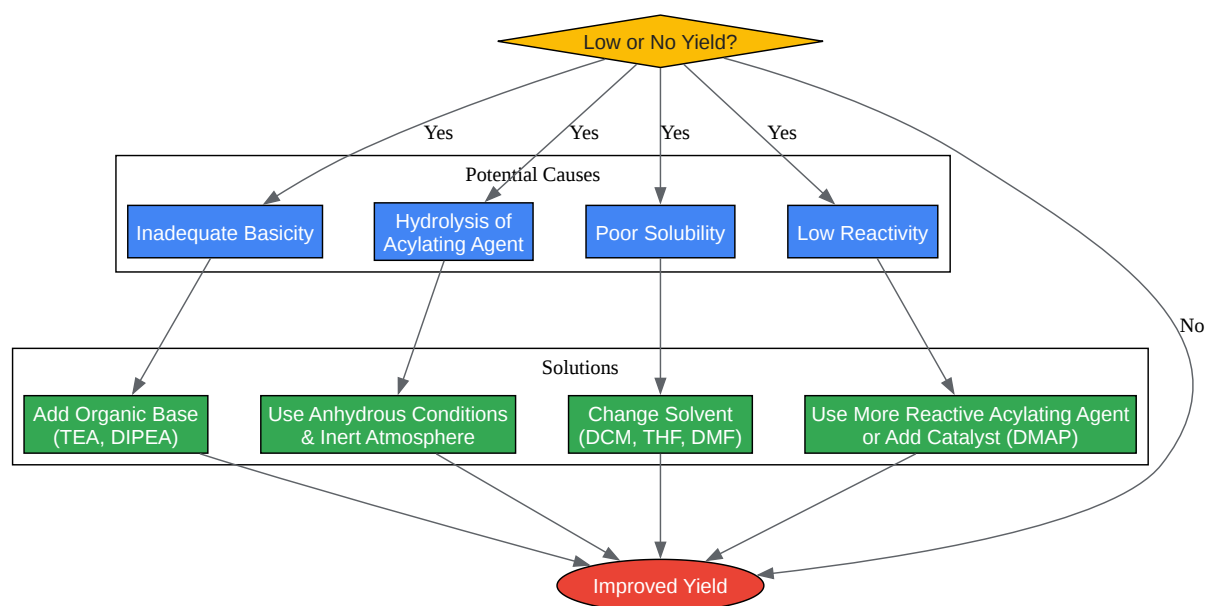 Low or No Yield?
Yes
Yes
Yes
Yes
Potential Causes
Inadequate Basicity
Hydrolysis of
Acylating Agent
Poor Solubility
Low Reactivity
No
Solutions
Add Organic Base
(TEA, DIPEA)
Use Anhydrous Conditions
& Inert Atmosphere
Change Solvent
(DCM, THF, DMF)
Use More Reactive Acylating Agent
or Add Catalyst (DMAP)
Improved Yield